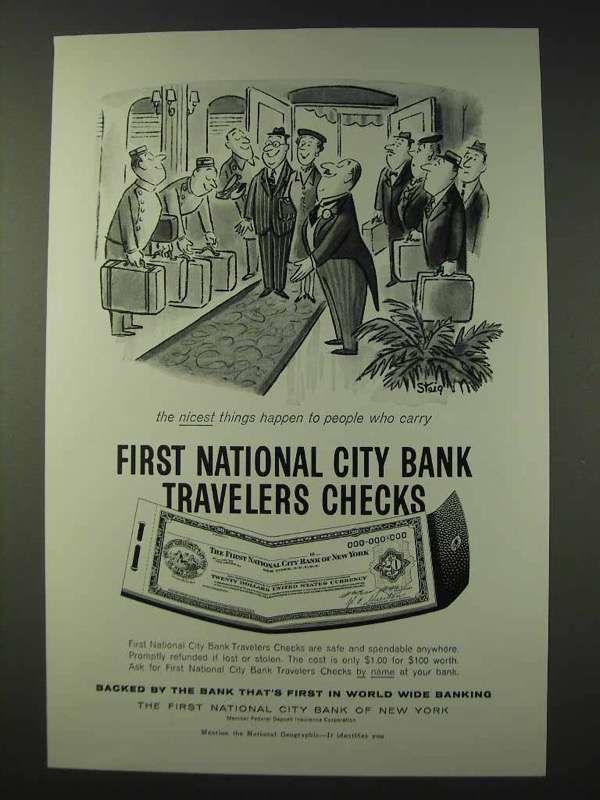 Steig
the nicest things happen to people who carry
FIRST NATIONAL CITY BANK
TRAVELERS CHECKS
000-000-000
THE FIRST NATIONAL CITY BANK OF NEW YORK
TWENTY DOLLARS UNITED STATES CURRENCY
20
First National City Bank Travelers Checks are safe and spendable anywhere.
Promptly refunded if lost or stolen. The cost is only $1.00 for $100 worth.
Ask for First National City Bank Travelers Checks by name at your bank.
BACKED BY THE BANK THAT'S FIRST IN WORLD WIDE BANKING
THE FIRST NATIONAL CITY BANK OF NEW YORK
Member Federal Deposit Insurance Corporation
Mention the National Geographic—It identifies you